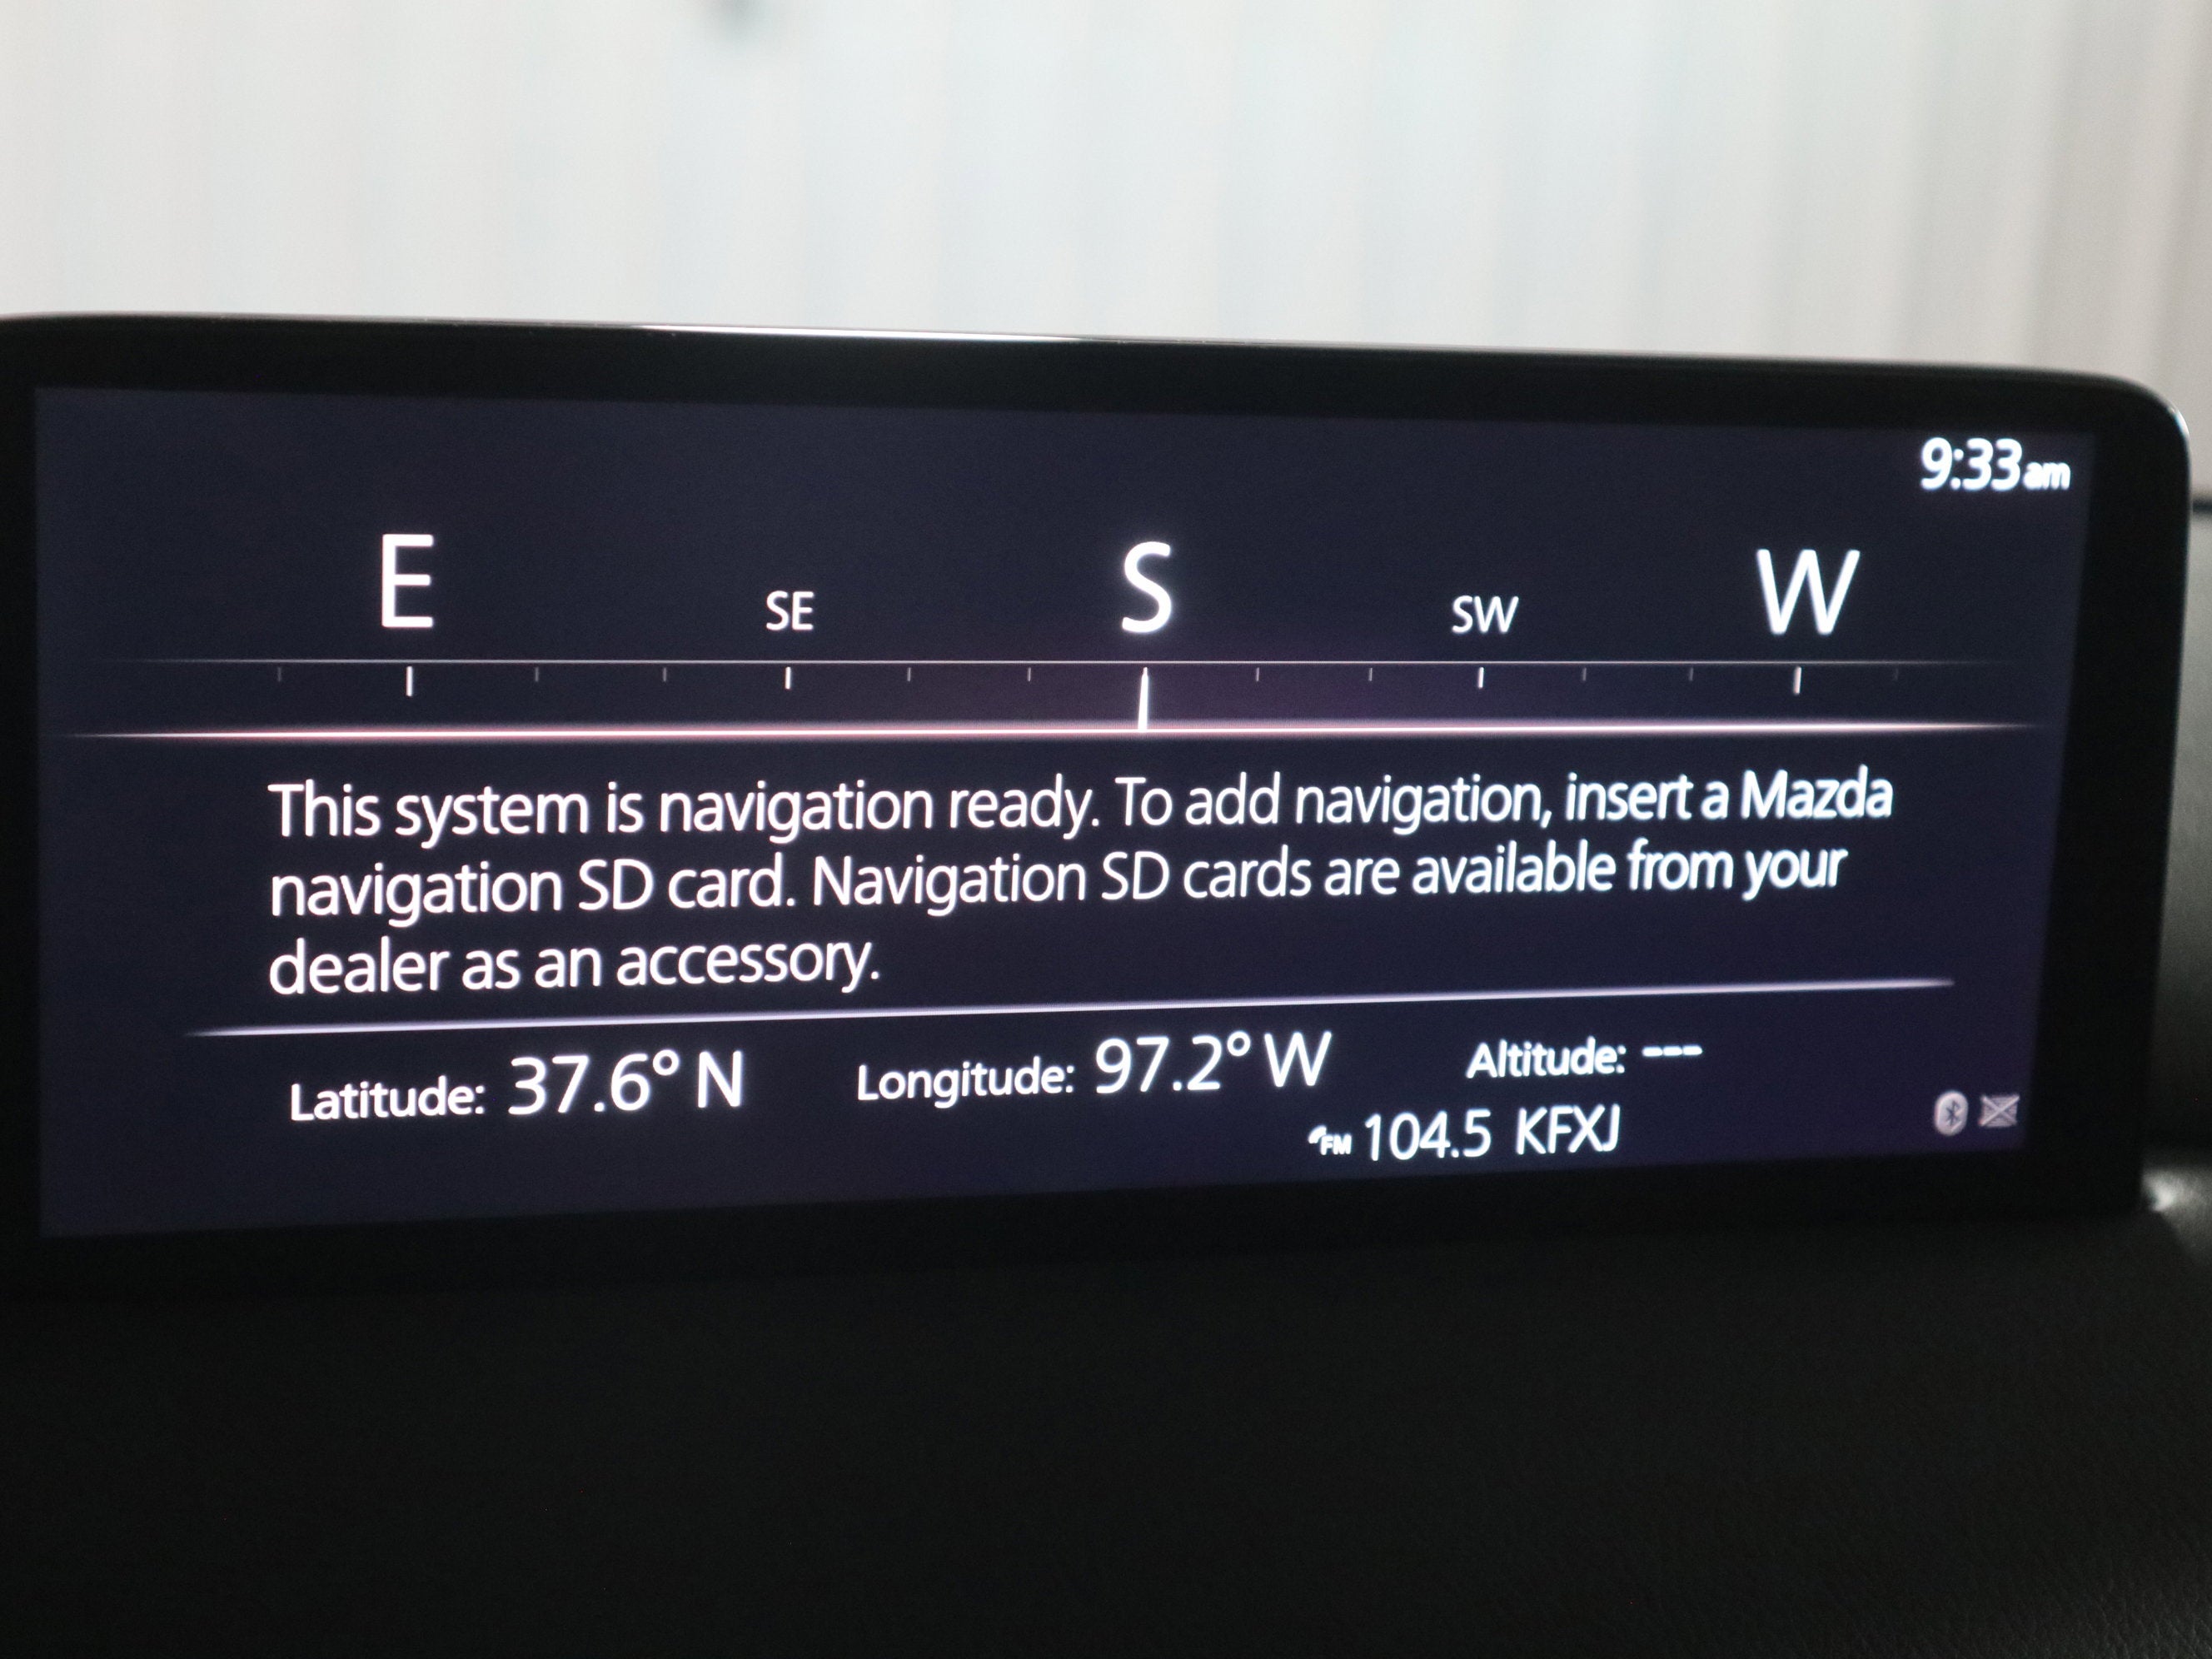 9:33am
E SE S SW W
This system is navigation ready. To add navigation, insert a Mazda
navigation SD card. Navigation SD cards are available from your
dealer as an accessory.
Latitude: 37.6° N Longitude: 97.2° W Altitude: ---
FM 104.5 KFXJ